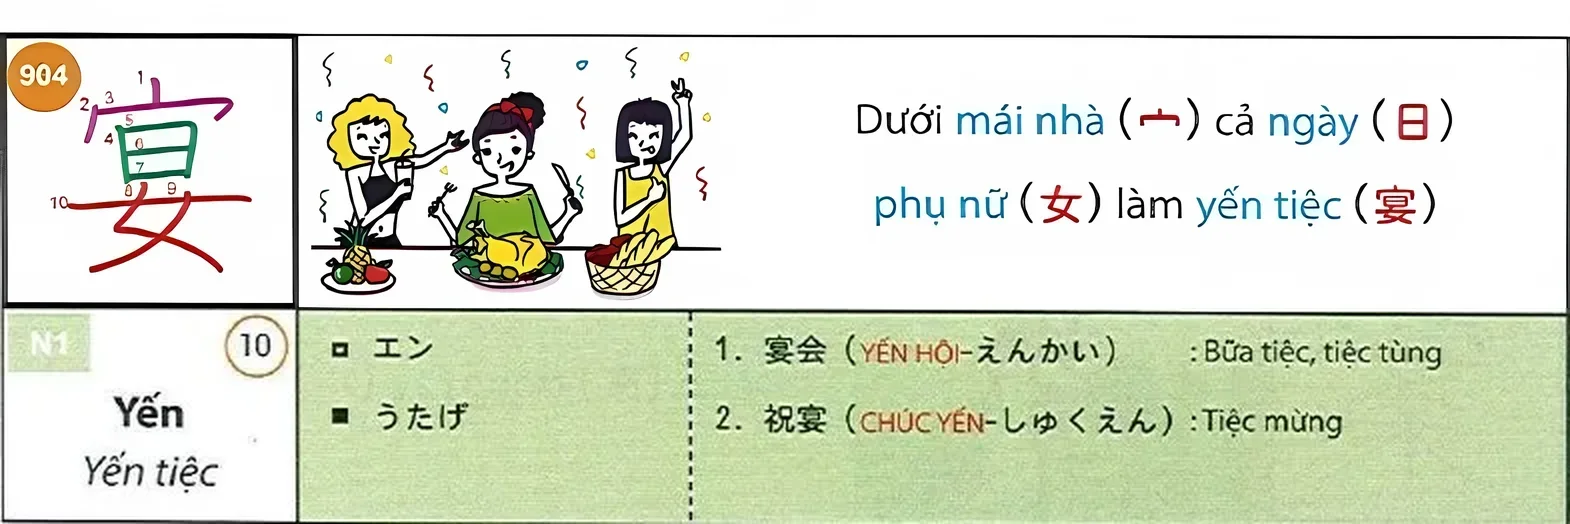 904
宴
1
2
3
4
5
6
7
8
9
10
Dưới mái nhà (宀) cả ngày (日)
phụ nữ (女) làm yến tiệc (宴)
N1
10
Yến
Yến tiệc
エン
うたげ
1. 宴会 (YẾN HỘI-えんかい) : Bữa tiệc, tiệc tùng
2. 祝宴 (CHÚC YẾN-しゅくえん) : Tiệc mừng